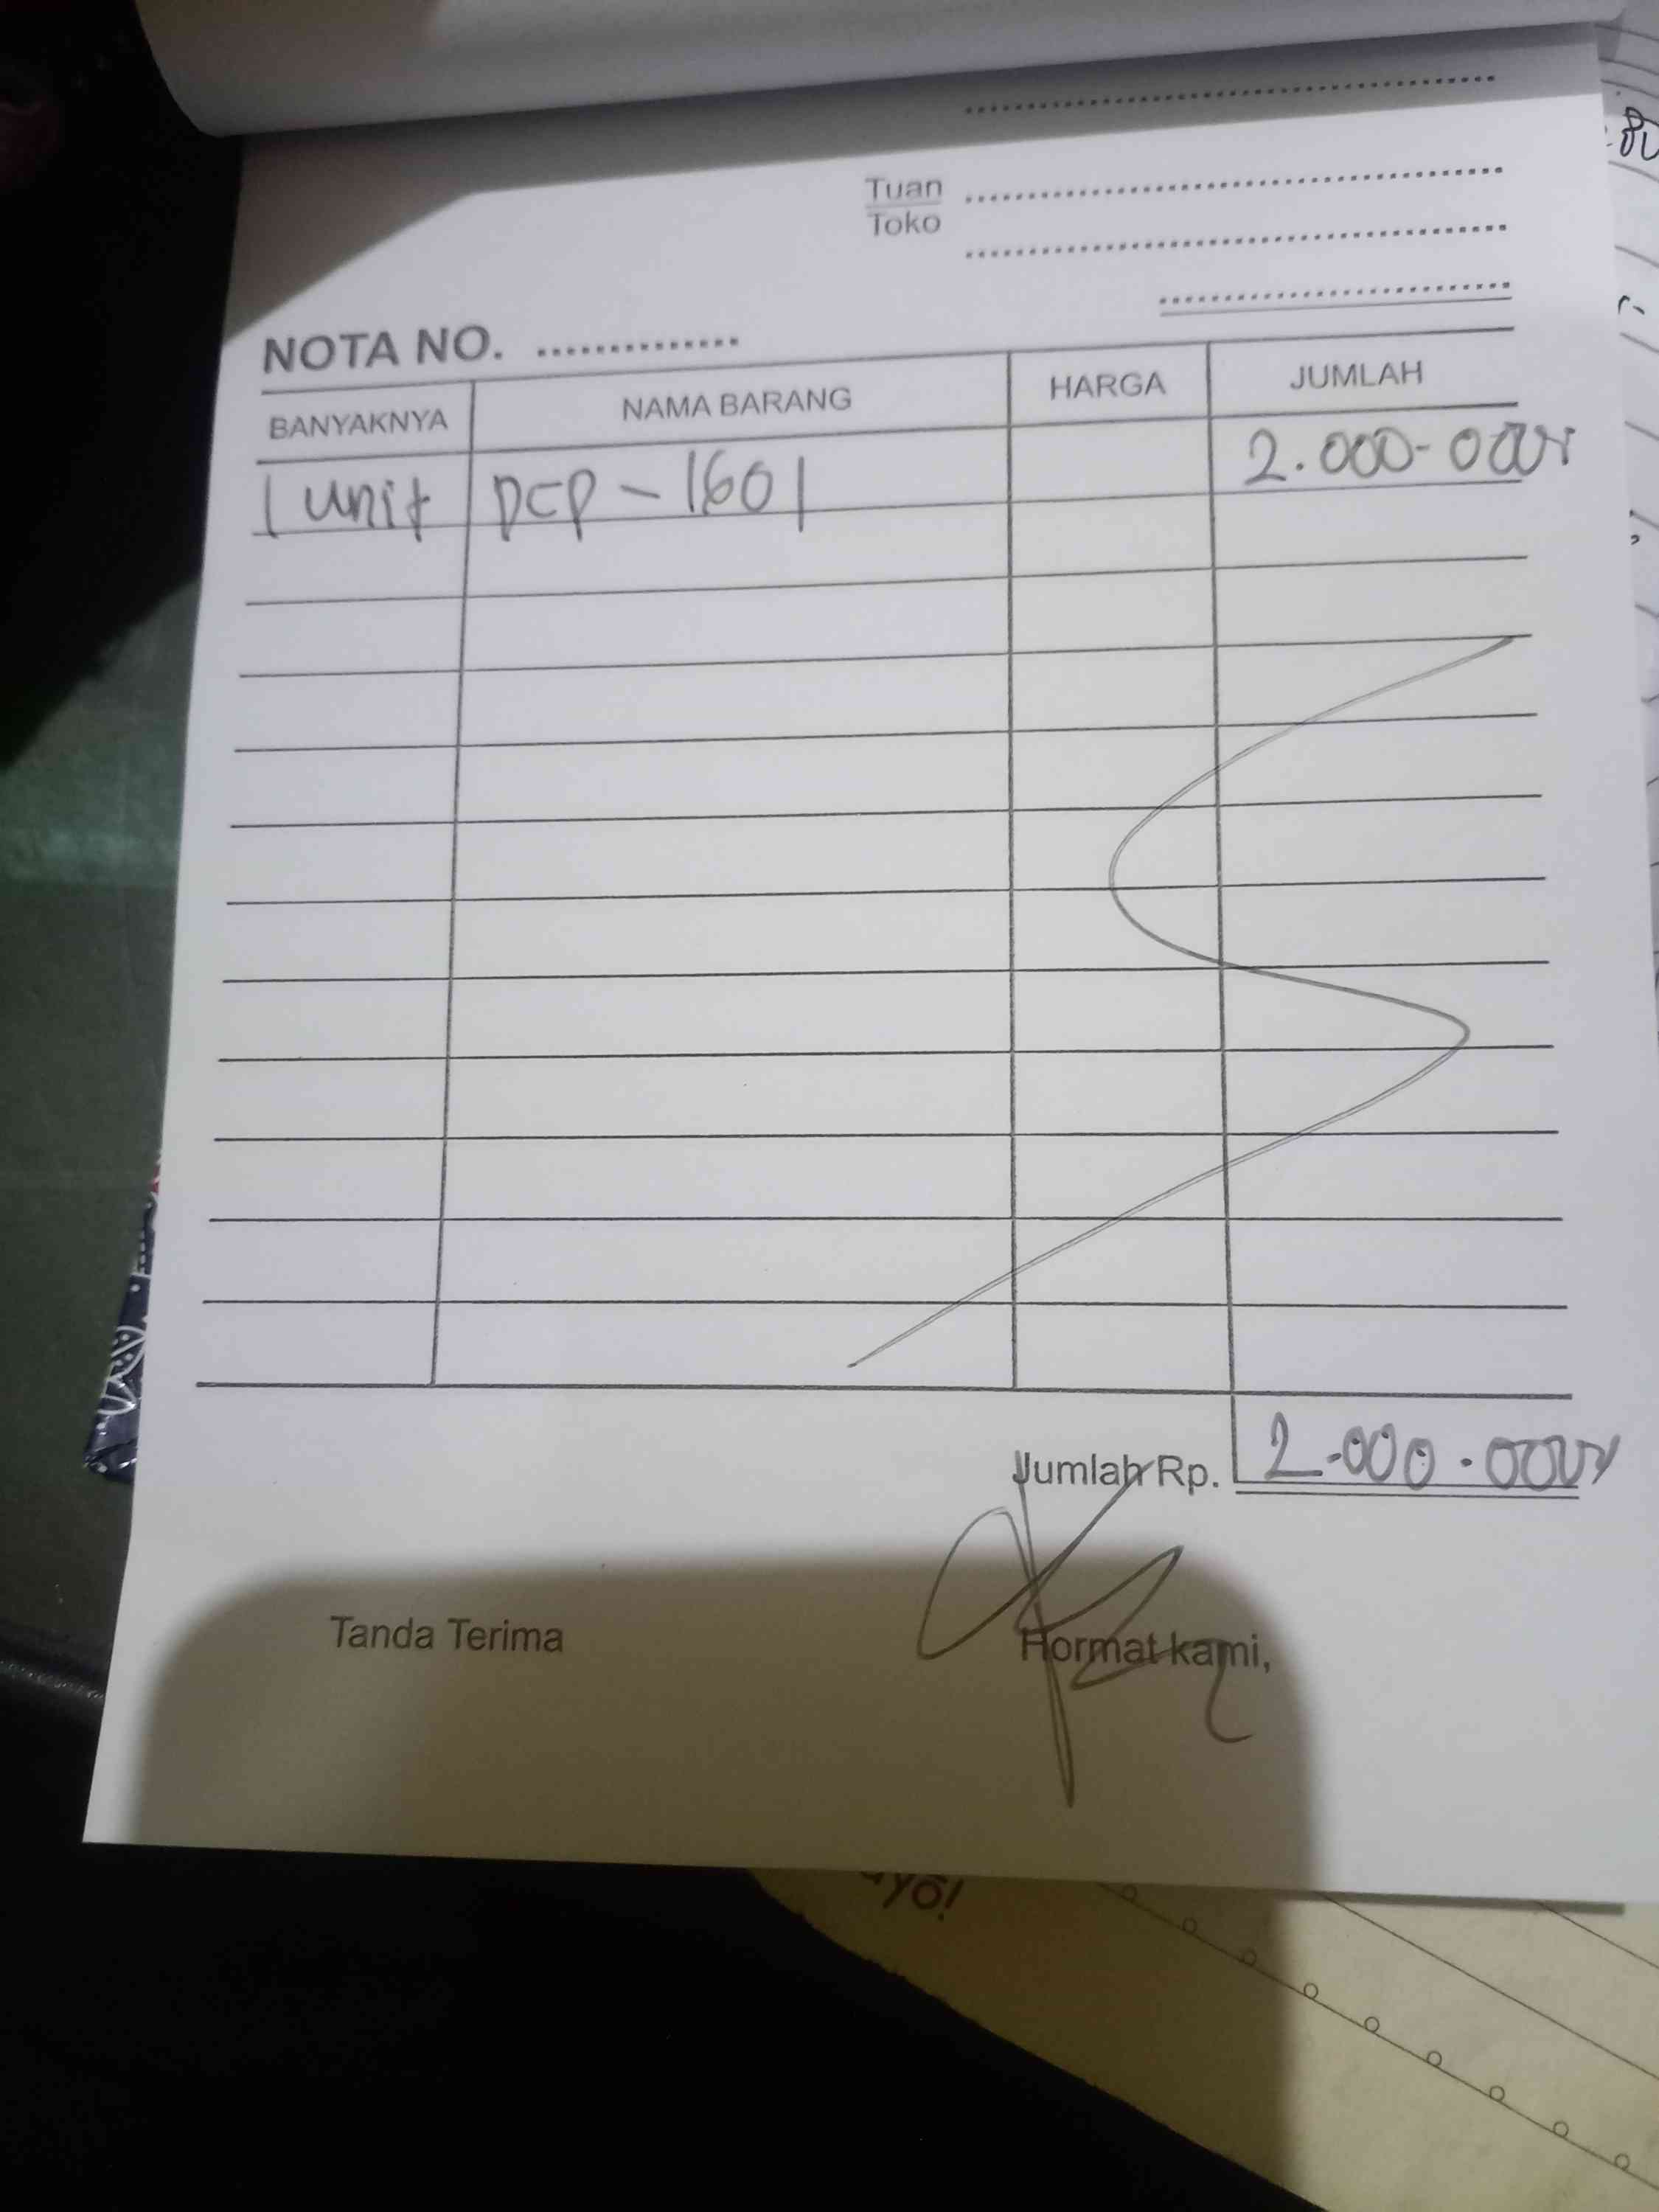 Tuan
Toko
NOTA NO. ..............
BANYAKNYA NAMA BARANG HARGA JUMLAH
1 unit DCP - 1601 2.000.000
Jumlah Rp. 2.000.000
Tanda Terima Hormat kami,